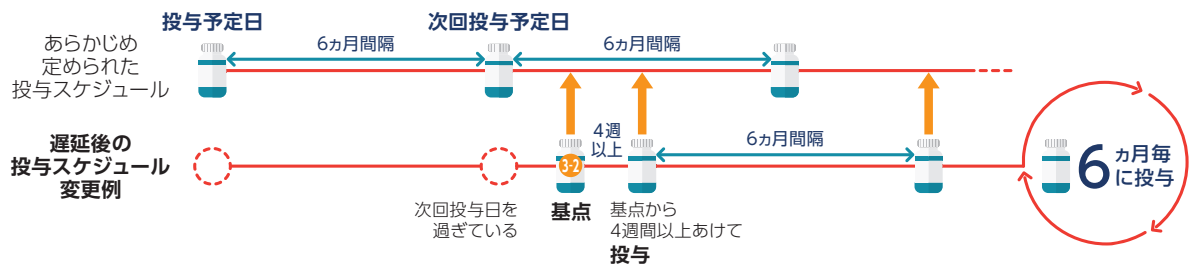 投与予定日
次回投与予定日
あらかじめ
定められた
投与スケジュール
6ヵ月間隔
6ヵ月間隔
遅延後の
投与スケジュール
変更例
3-2
4週
以上
6ヵ月間隔
6ヵ月毎
に投与
次回投与日を
過ぎている
基点
基点から
4週間以上あけて
投与